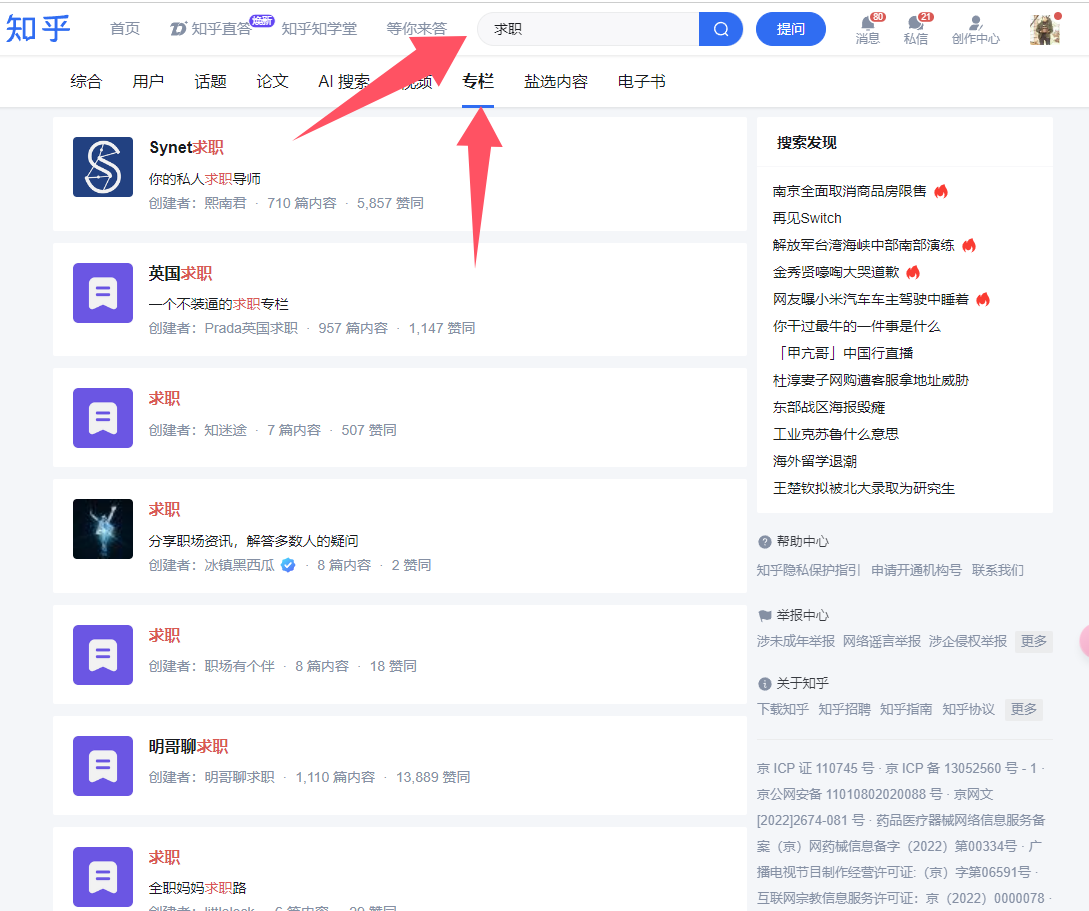 知乎 首页 知乎直答 焕新 知乎知学堂 等你来答 求职 提问 80 消息 21 私信 创作中心
综合 用户 话题 论文 AI 搜索 视频 专栏 盐选内容 电子书
Synet求职
你的私人求职导师
创建者：熙南君 · 710 篇内容 · 5,857 赞同
英国求职
一个不装逼的求职专栏
创建者：Prada英国求职 · 957 篇内容 · 1,147 赞同
求职
创建者：知迷途 · 7 篇内容 · 507 赞同
求职
分享职场资讯，解答多数人的疑问
创建者：冰镇黑西瓜 · 8 篇内容 · 2 赞同
求职
创建者：职场有个伴 · 8 篇内容 · 18 赞同
明哥聊求职
创建者：明哥聊求职 · 1,110 篇内容 · 13,889 赞同
求职
全职妈妈求职路
搜索发现
南京全面取消商品房限售
再见Switch
解放军台湾海峡中部南部演练
金秀贤嚎啕大哭道歉
网友曝小米汽车车主驾驶中睡着
你干过最牛的一件事是什么
「甲亢哥」中国行直播
杜淳妻子网购遭客服拿地址威胁
东部战区海报毁瘫
工业克苏鲁什么意思
海外留学退潮
王楚钦拟被北大录取为研究生
帮助中心
知乎隐私保护指引 申请开通机构号 联系我们
举报中心
涉未成年举报 网络谣言举报 涉企侵权举报 更多
关于知乎
下载知乎 知乎招聘 知乎指南 知乎协议 更多
京 ICP 证 110745 号 · 京 ICP 备 13052560 号 - 1 ·
京公网安备 11010802020088 号 · 京网文
[2022]2674-081 号 · 药品医疗器械网络信息服务备
案（京）网药械信息备字（2022）第00334号 · 广
播电视节目制作经营许可证:（京）字第06591号 ·
互联网宗教信息服务许可证：京（2022）0000078 ·